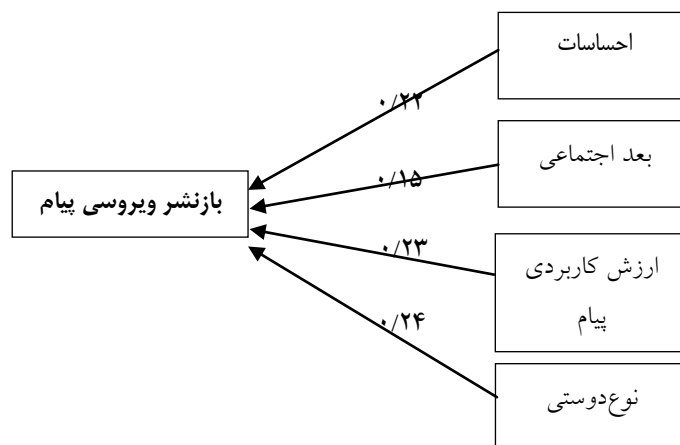 احساسات
۰/۲۲
بعد اجتماعی
۰/۱۵
بازنشر ویروسی پیام
ارزش کاربردی
پیام
۰/۲۳
نوع‌دوستی
۰/۲۴